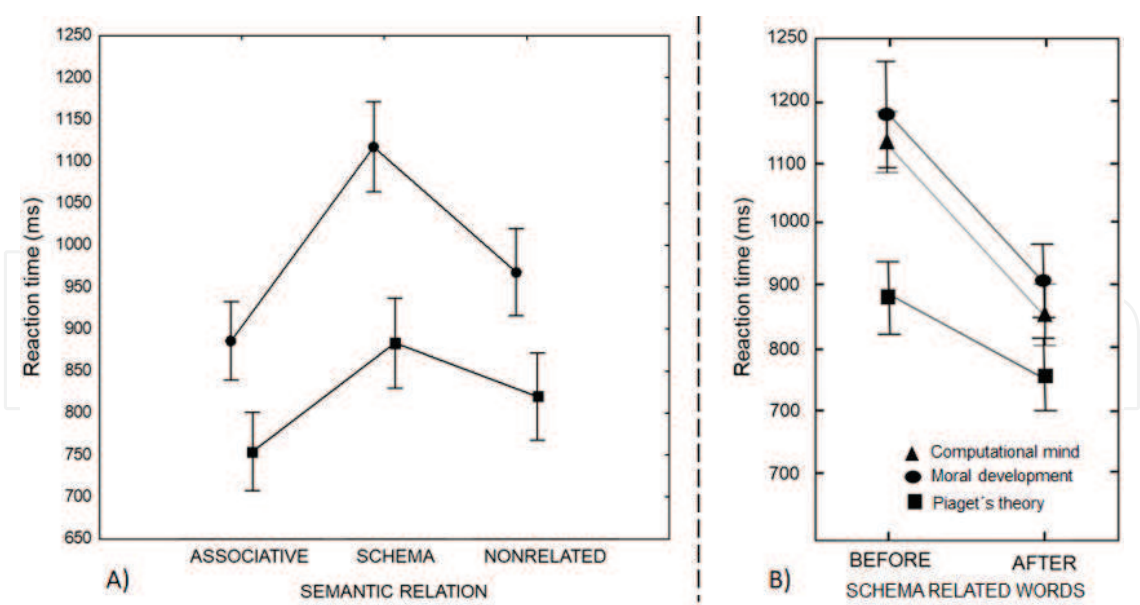 1250
1200
1150
1100
1050
1000
950
900
850
800
750
700
650
Reaction time (ms)
ASSOCIATIVE SCHEMA NONRELATED
A)
SEMANTIC RELATION
1250
1200
1100
1000
900
800
700
700
Reaction time (ms)
Computational mind
Moral development
Piaget´s theory
BEFORE AFTER
B)
SCHEMA RELATED WORDS